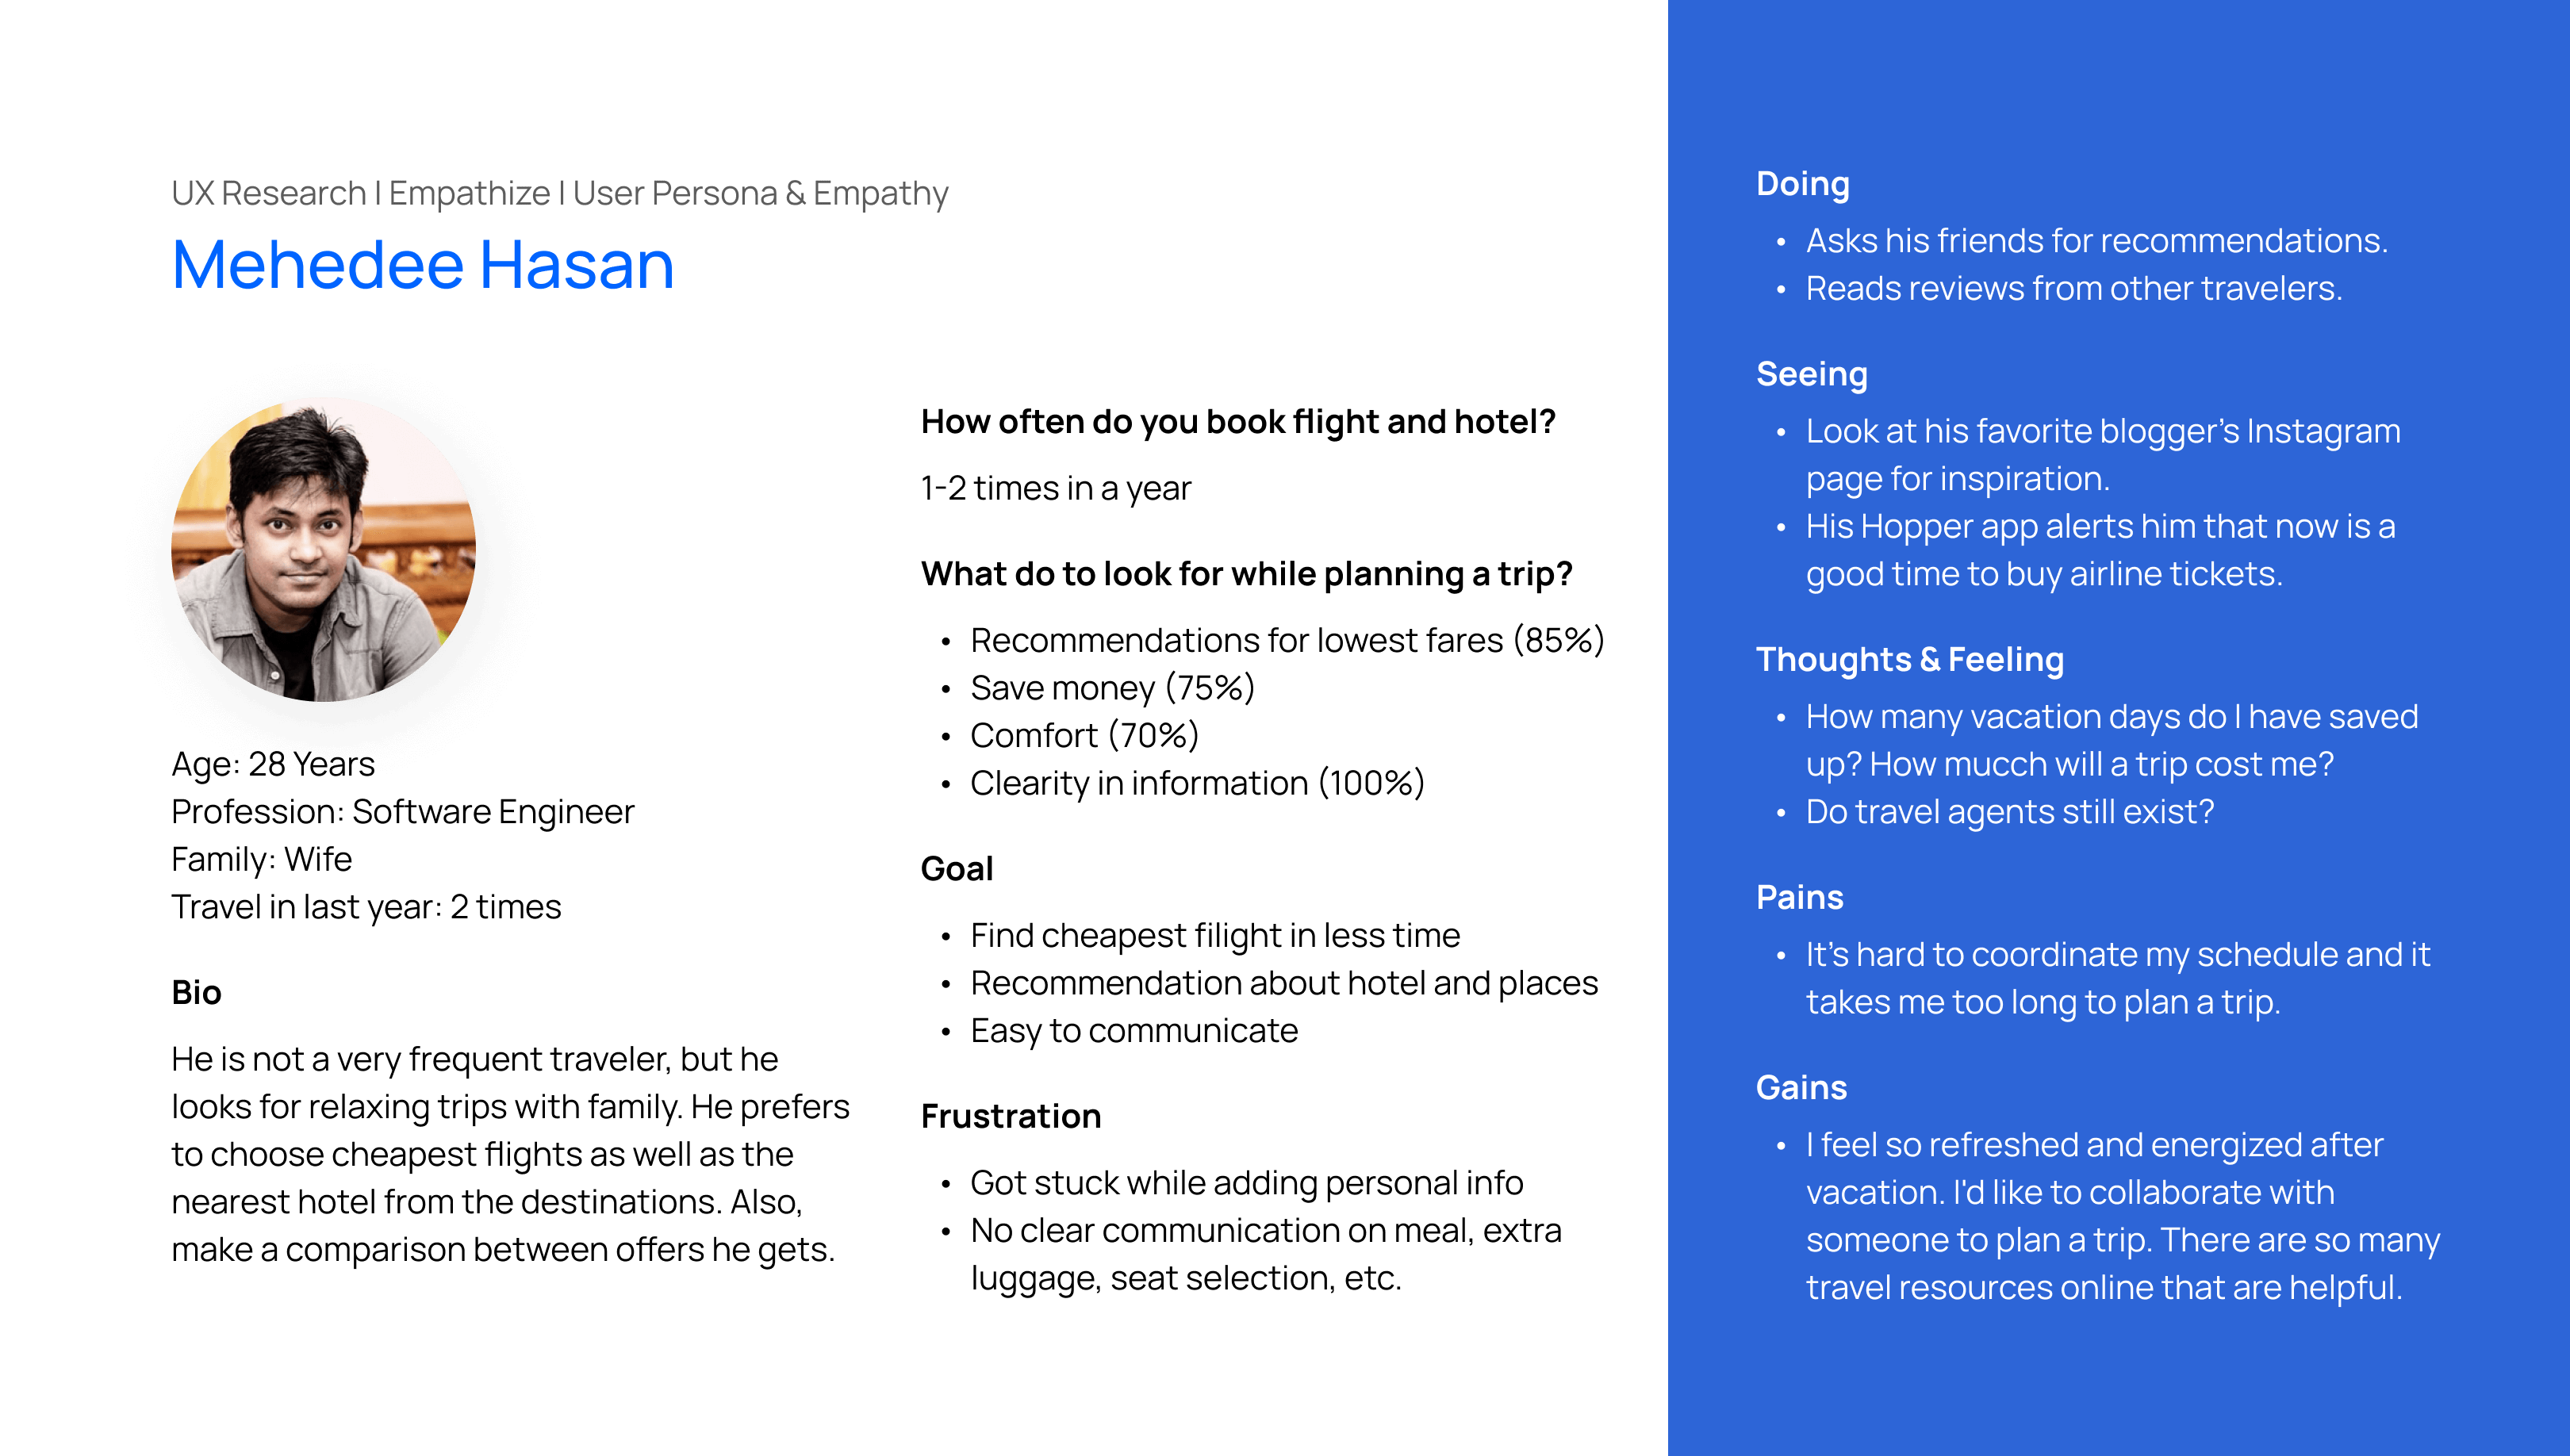 UX Research | Empathize | User Persona & Empathy
Mehedee Hasan
Age: 28 Years
Profession: Software Engineer
Family: Wife
Travel in last year: 2 times
Bio
He is not a very frequent traveler, but he
looks for relaxing trips with family. He prefers
to choose cheapest flights as well as the
nearest hotel from the destinations. Also,
make a comparison between offers he gets.
How often do you book flight and hotel?
1-2 times in a year
What do to look for while planning a trip?
• Recommendations for lowest fares (85%)
• Save money (75%)
• Comfort (70%)
• Clearity in information (100%)
Goal
• Find cheapest filight in less time
• Recommendation about hotel and places
• Easy to communicate
Frustration
• Got stuck while adding personal info
• No clear communication on meal, extra
luggage, seat selection, etc.
Doing
• Asks his friends for recommendations.
• Reads reviews from other travelers.
Seeing
• Look at his favorite blogger’s Instagram
page for inspiration.
• His Hopper app alerts him that now is a
good time to buy airline tickets.
Thoughts & Feeling
• How many vacation days do I have saved
up? How mucch will a trip cost me?
• Do travel agents still exist?
Pains
• It’s hard to coordinate my schedule and it
takes me too long to plan a trip.
Gains
• I feel so refreshed and energized after
vacation. I'd like to collaborate with
someone to plan a trip. There are so many
travel resources online that are helpful.